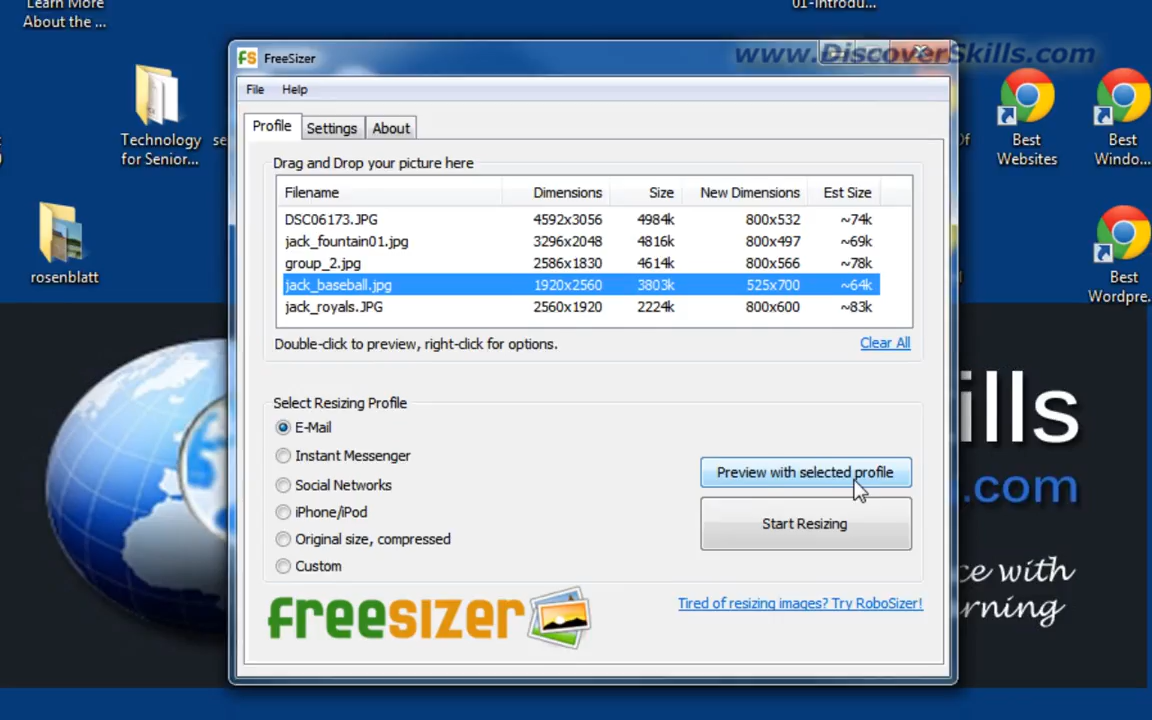 Learn More
About the ...
01-Introdu...
www.DiscoverSkills.com
FS FreeSizer
File Help
Profile Settings About
Technology
for Senior...
se
Of
Best
Websites
Best
Windo...
Drag and Drop your picture here
Filename Dimensions Size New Dimensions Est Size
DSC06173.JPG 4592x3056 4984k 800x532 ~74k
jack_fountain01.jpg 3296x2048 4816k 800x497 ~69k
group_2.jpg 2586x1830 4614k 800x566 ~78k
jack_baseball.jpg 1920x2560 3803k 525x700 ~64k
jack_royals.JPG 2560x1920 2224k 800x600 ~83k
rosenblatt
Best
Wordpre...
Double-click to preview, right-click for options. Clear All
Select Resizing Profile
E-Mail
Instant Messenger
Social Networks
iPhone/iPod
Original size, compressed
Custom
Preview with selected profile
Start Resizing
kills
.com
ce with
rning
freesizer
Tired of resizing images? Try RoboSizer!